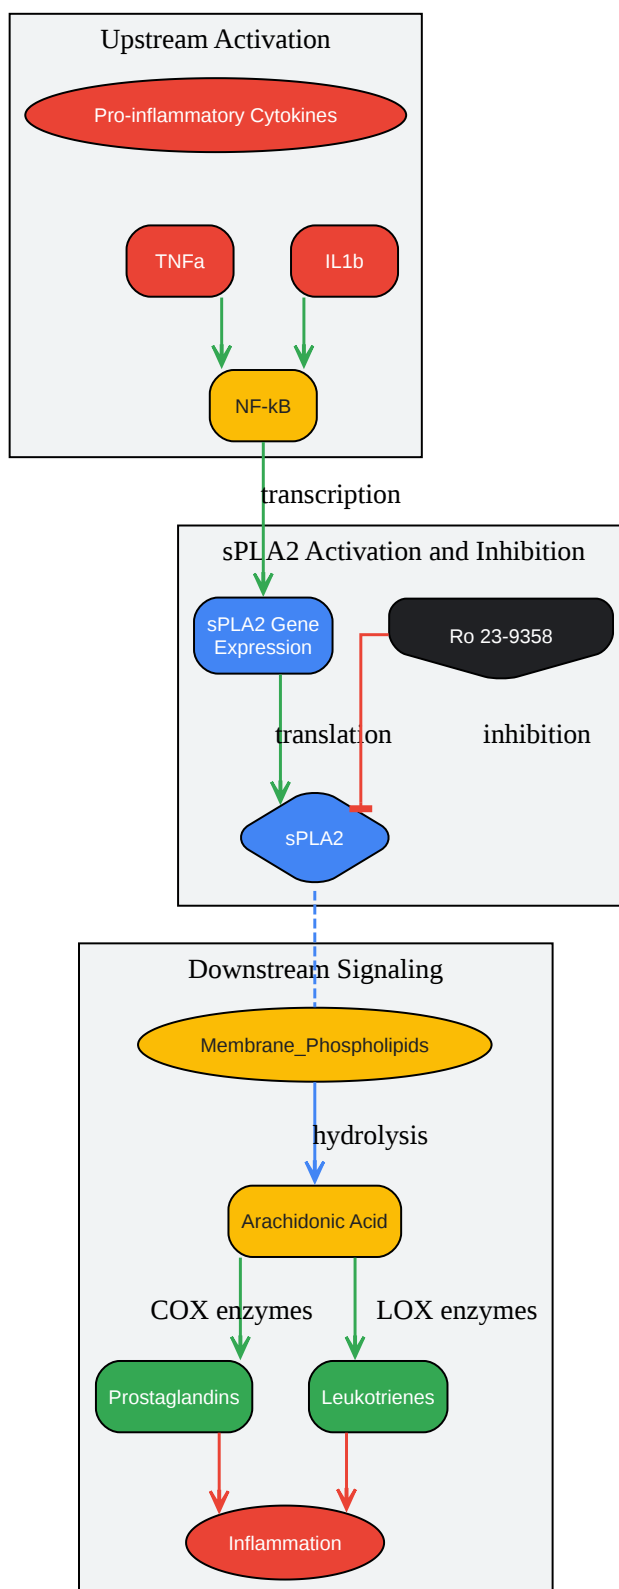 Upstream Activation
Pro-inflammatory Cytokines
TNFa
IL1b
NF-kB
transcription
sPLA2 Activation and Inhibition
sPLA2 Gene
Expression
Ro 23-9358
translation
inhibition
sPLA2
Downstream Signaling
Membrane_Phospholipids
hydrolysis
Arachidonic Acid
COX enzymes
LOX enzymes
Prostaglandins
Leukotrienes
Inflammation